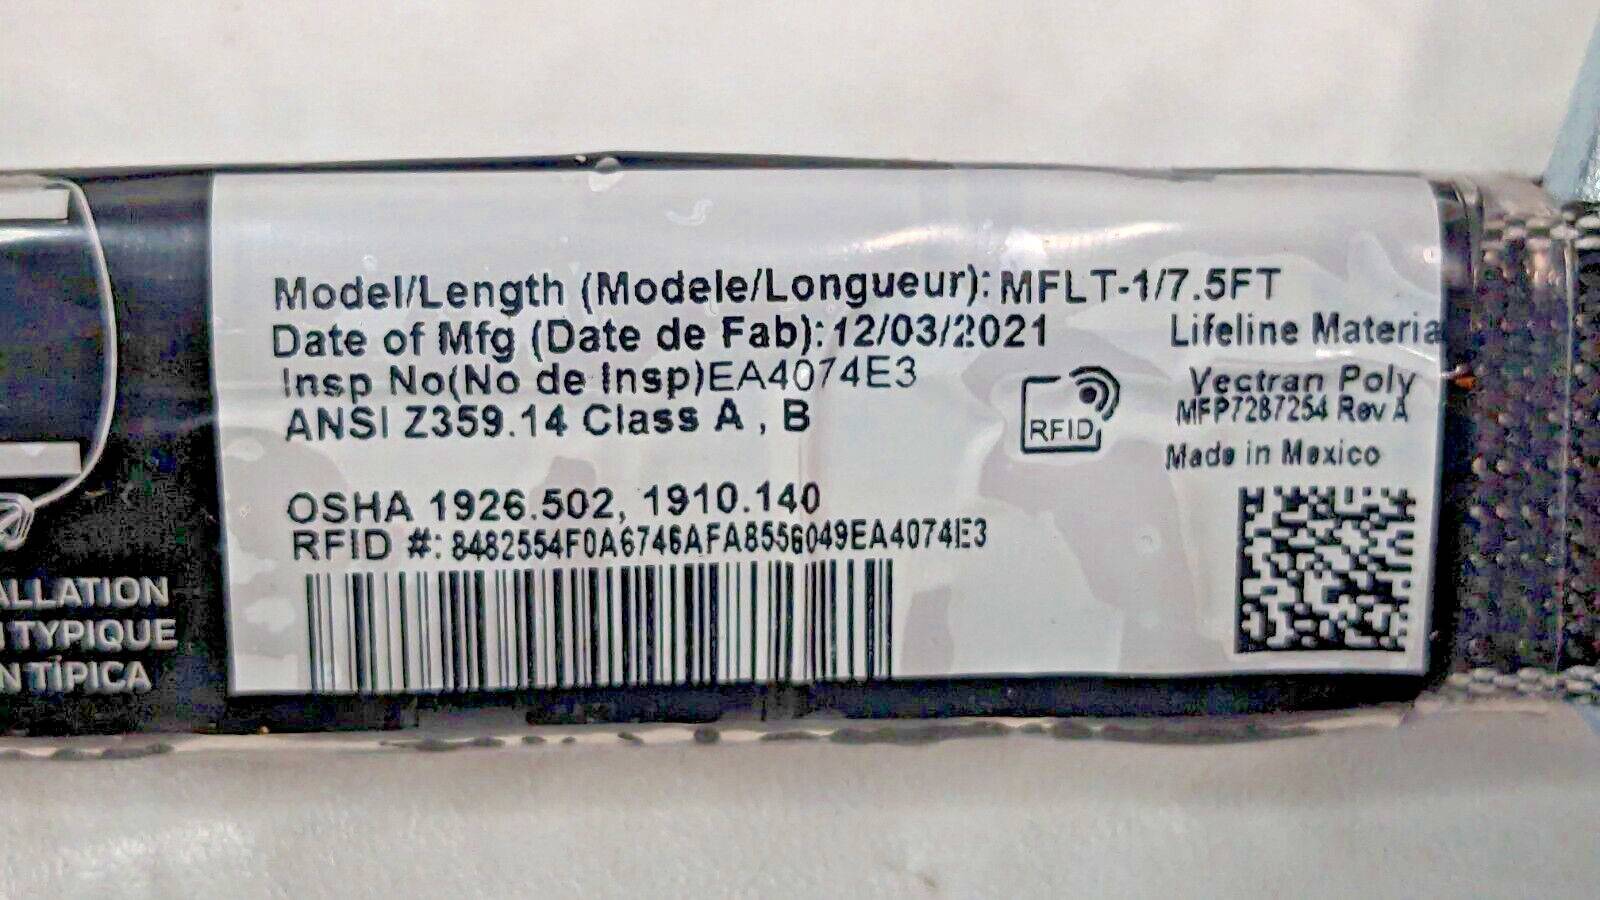 Model/Length (Modele/Longueur): MFLT-1/7.5FT
Date of Mfg (Date de Fab): 12/03/2021
Insp No(No de Insp)EA4074E3
ANSI Z359.14 Class A , B
OSHA 1926.502, 1910.140
RFID #: 8482554F0A6746AFA8556049EA4074E3
Lifeline Materia
Vectran Poly
MFP7287254 Rev A
Made in Mexico
RFID
ALLATION
TYPIQUE
N TÍPICA